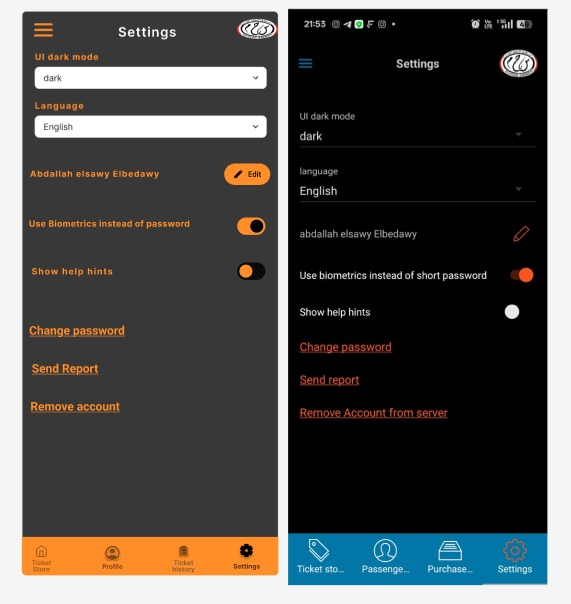 Settings
UI dark mode
dark
Language
English
Abdallah elsawy Elbedawy
Edit
Use Biometrics instead of password
Show help hints
Change password
Send Report
Remove account
Ticket
Store
Profile
Ticket
history
Settings
21:53
Settings
UI dark mode
dark
language
English
abdallah elsawy Elbedawy
Use biometrics instead of short password
Show help hints
Change password
Send report
Remove Account from server
Ticket sto...
Passenge...
Purchase...
Settings